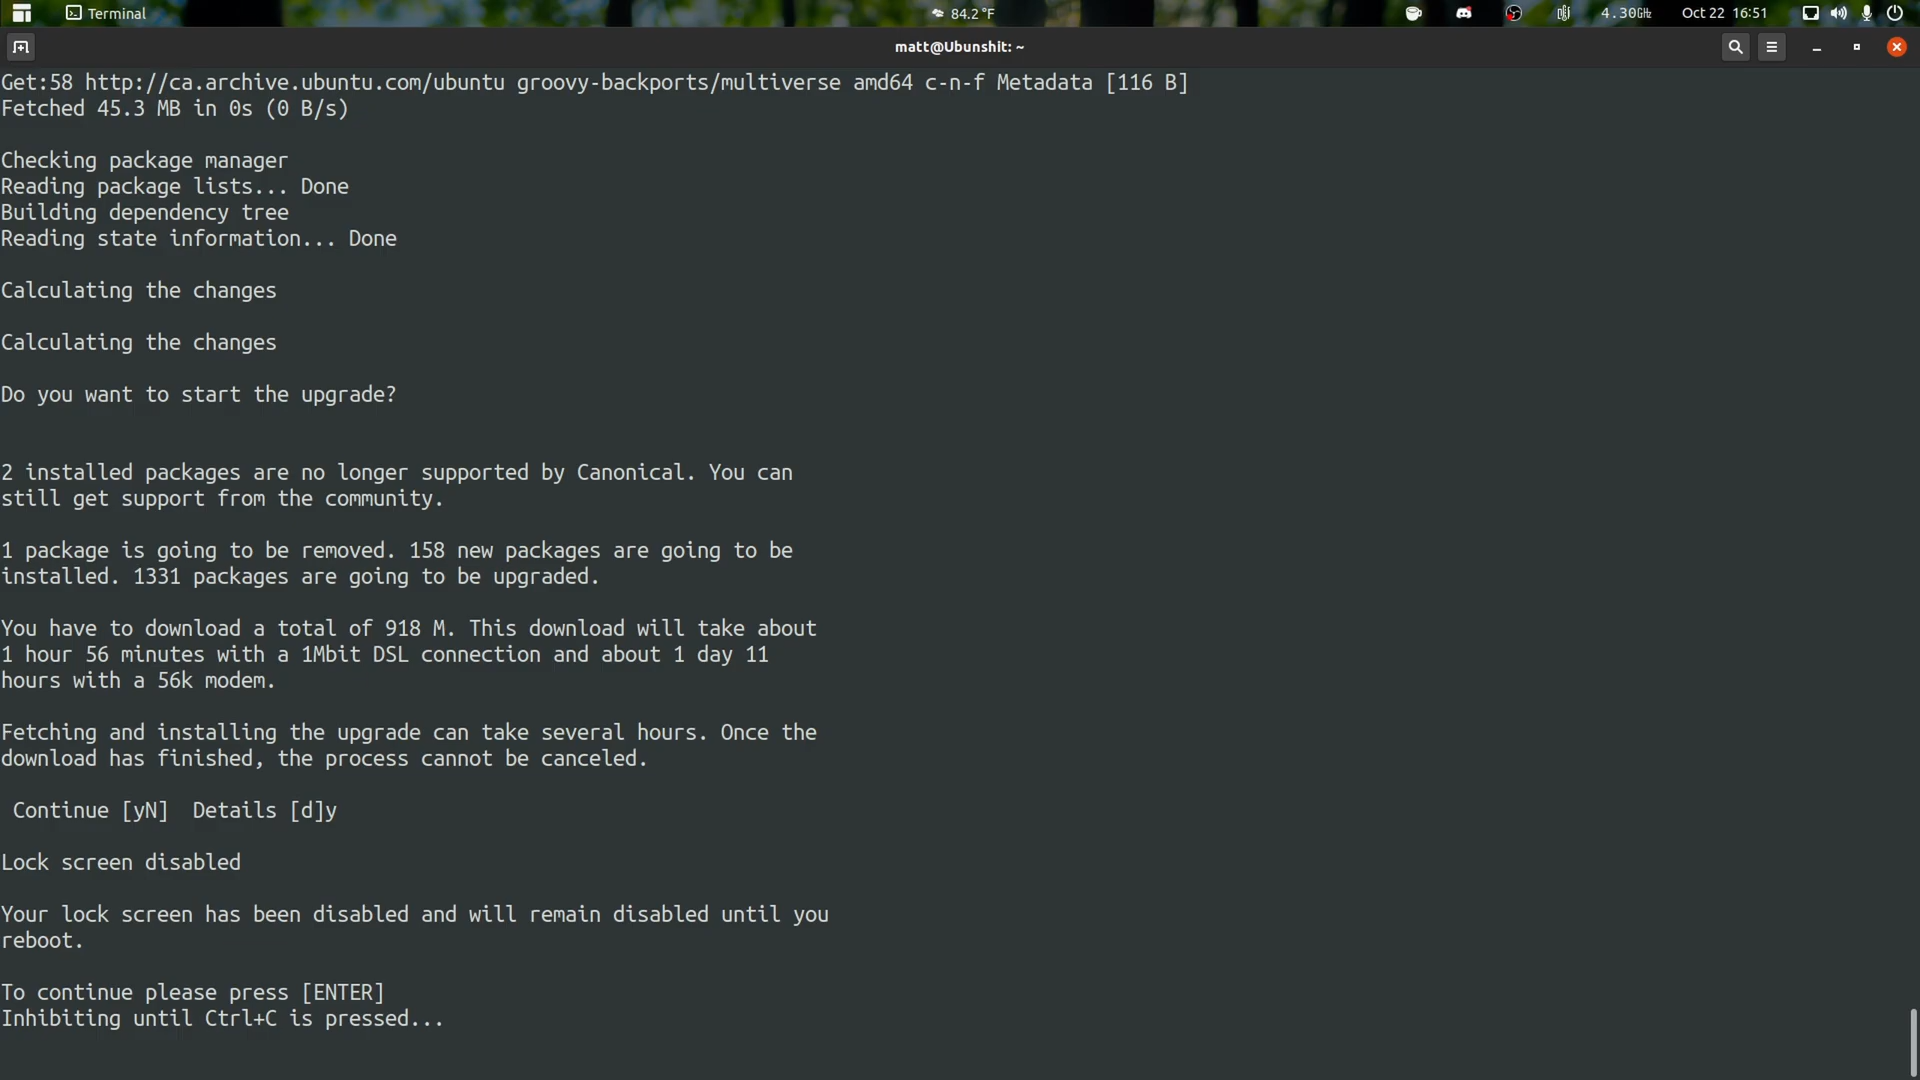 Terminal
84.2 °F
4.30GHz
Oct 22 16:51
matt@Ubunshit: ~
Get:58 http://ca.archive.ubuntu.com/ubuntu groovy-backports/multiverse amd64 c-n-f Metadata [116 B]
Fetched 45.3 MB in 0s (0 B/s)
Checking package manager
Reading package lists... Done
Building dependency tree
Reading state information... Done
Calculating the changes
Calculating the changes
Do you want to start the upgrade?
2 installed packages are no longer supported by Canonical. You can
still get support from the community.
1 package is going to be removed. 158 new packages are going to be
installed. 1331 packages are going to be upgraded.
You have to download a total of 918 M. This download will take about
1 hour 56 minutes with a 1Mbit DSL connection and about 1 day 11
hours with a 56k modem.
Fetching and installing the upgrade can take several hours. Once the
download has finished, the process cannot be canceled.
Continue [yN]  Details [d]y
Lock screen disabled
Your lock screen has been disabled and will remain disabled until you
reboot.
To continue please press [ENTER]
Inhibiting until Ctrl+C is pressed...